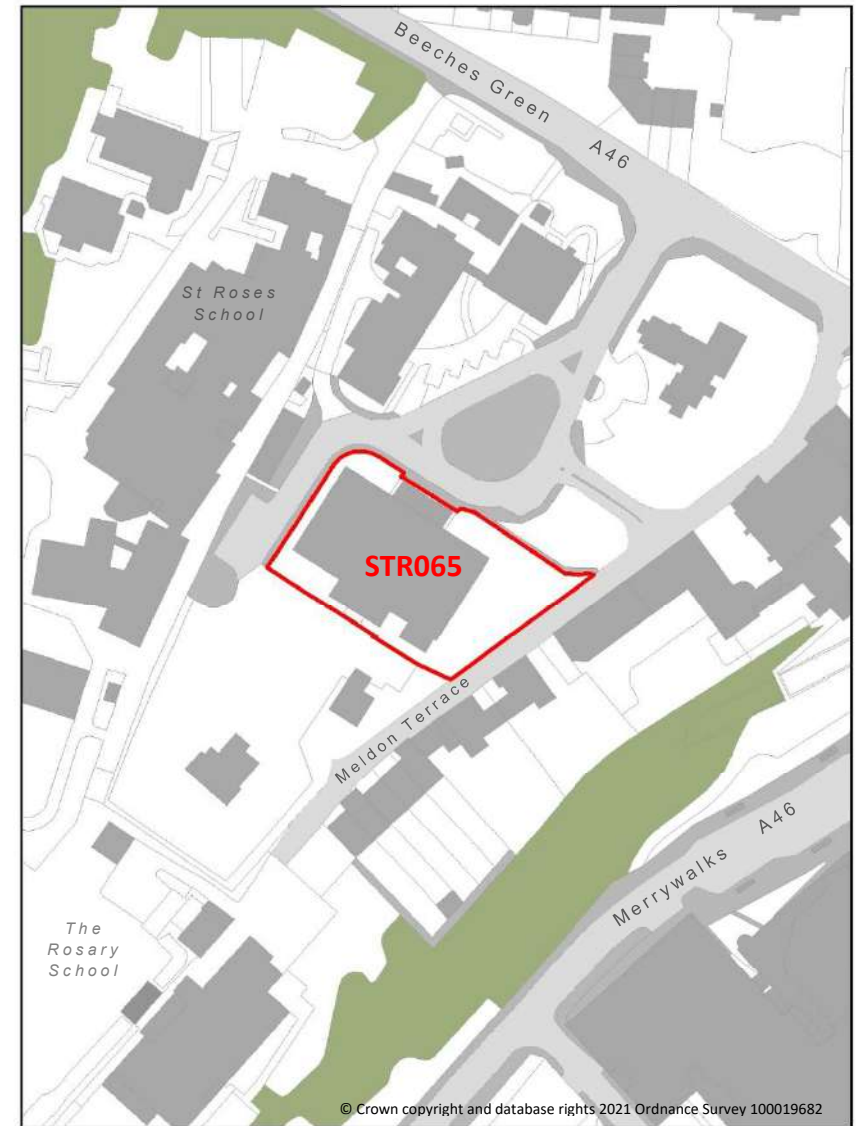 Beeches Green
A46
St Roses
School
STR065
Meldon Terrace
A46
Merrywalks
The
Rosary
School
© Crown copyright and database rights 2021 Ordnance Survey 100019682